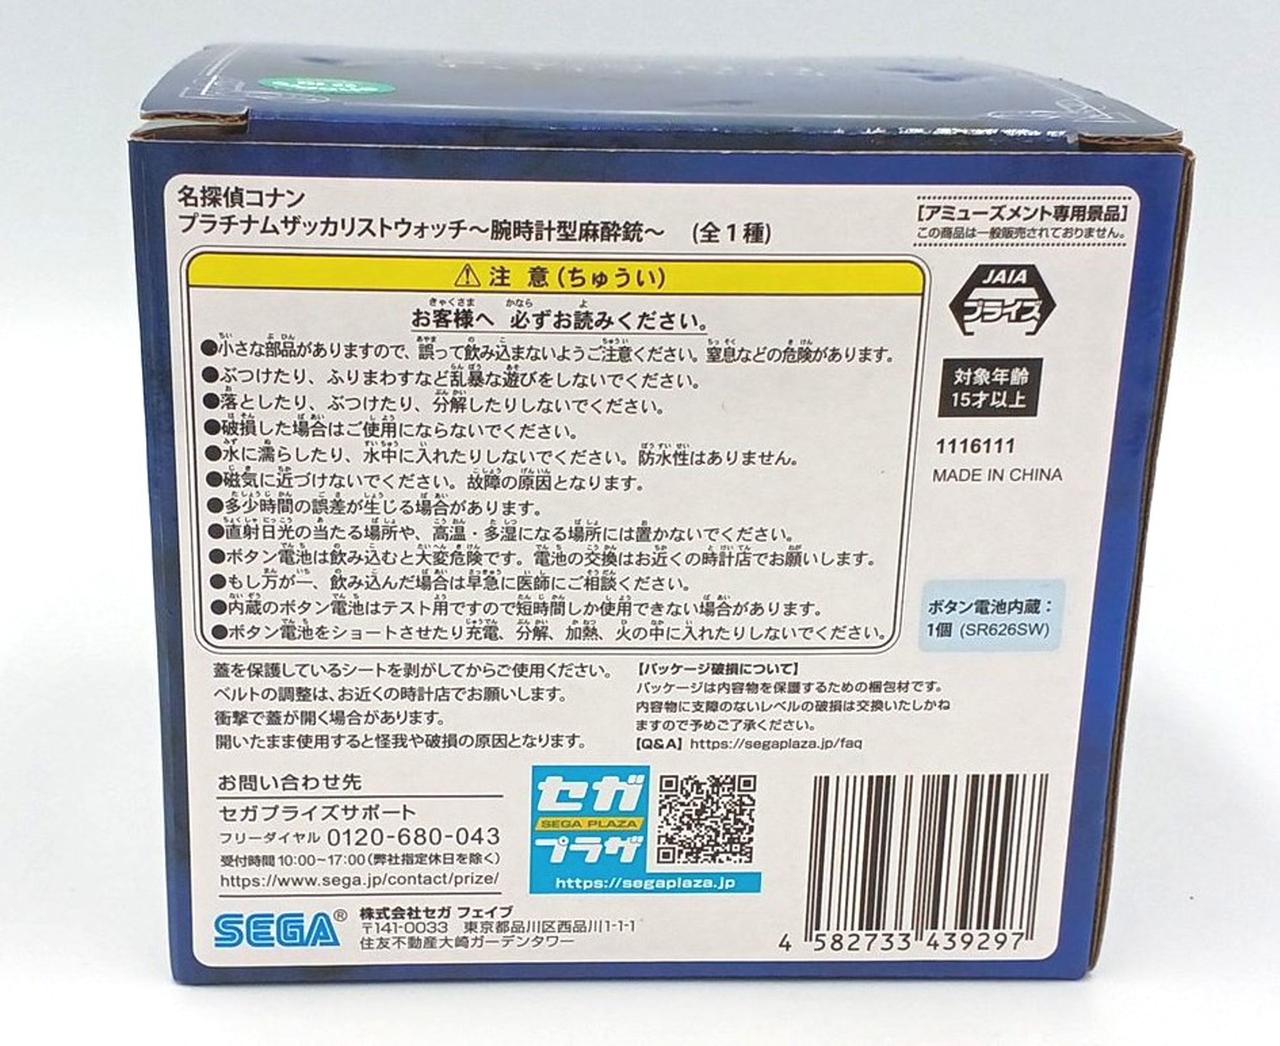 名探偵コナン
プラチナムザッカリストウォッチ～腕時計型麻酔銃～ (全1種)
[アミューズメント専用景品]
この商品は一般販売されておりません。
⚠注 意(ちゅうい)
お客様へ 必ずお読みください。
●小さな部品がありますので、誤って飲み込まないようご注意ください。窒息などの危険があります。
●ぶつけたり、ふりまわすなど乱暴な遊びをしないでください。
●落としたり、ぶつけたり、分解したりしないでください。
●破損した場合はご使用にならないでください。
●水に濡らしたり、水中に入れたりしないでください。防水性はありません。
●磁気に近づけないでください。故障の原因となります。
●多少時間の誤差が生じる場合があります。
●直射日光の当たる場所や、高温・多湿になる場所には置かないでください。
●ボタン電池は飲み込むと大変危険です。電池の交換はお近くの時計店でお願いします。
●もし万が一、飲み込んだ場合は早急に医師にご相談ください。
●内蔵のボタン電池はテスト用ですので短時間しか使用できない場合があります。
●ボタン電池をショートさせたり充電、分解、加熱、火の中に入れたりしないでください。
JAIA
プライズ
対象年齢
15才以上
1116111
MADE IN CHINA
ボタン電池内蔵：
1個 (SR626SW)
蓋を保護しているシートを剥がしてからご使用ください。
ベルトの調整は、お近くの時計店でお願いします。
衝撃で蓋が開く場合があります。
開いたまま使用すると怪我や破損の原因となります。
【パッケージ破損について】
パッケージは内容物を保護するための梱包材です。
内容物に支障のないレベルの破損は交換いたしかね
ますので予めご了承ください。
【Q&A】https://segaplaza.jp/faq
お問い合わせ先
セガプライズサポート
フリーダイヤル 0120-680-043
受付時間 10:00～17:00 (弊社指定休日を除く)
https://www.sega.jp/contact/prize/
セガ
SEGA PLAZA
プラザ
https://segaplaza.jp
SEGA®
株式会社セガ フェイブ
〒141-0033 東京都品川区西品川1-1-1
住友不動産大崎ガーデンタワー
4 582733 439297